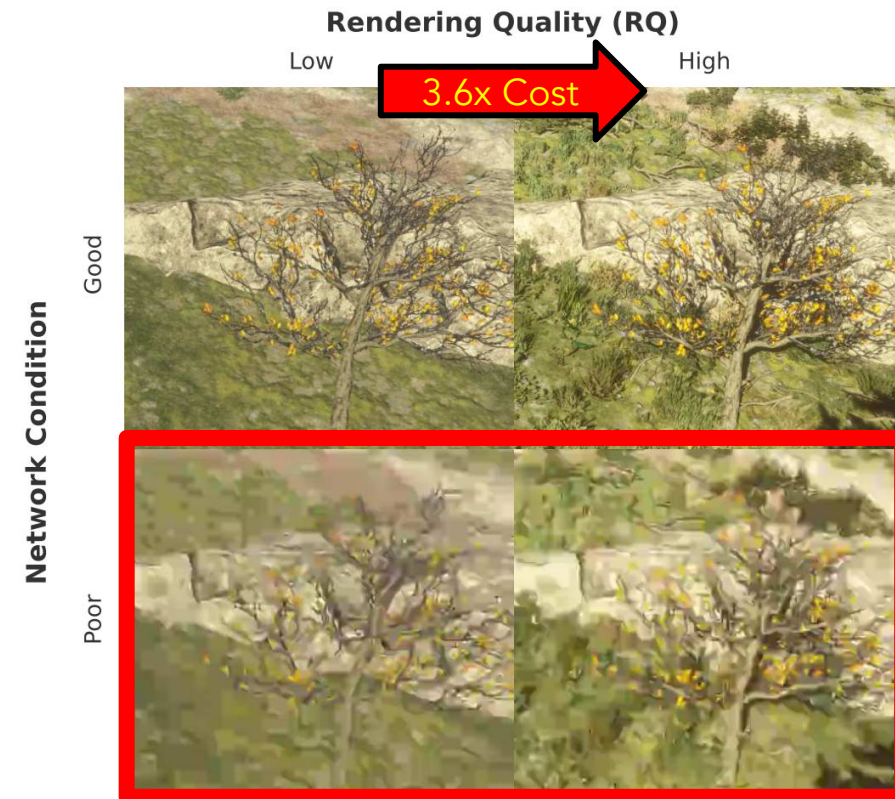 Rendering Quality (RQ)
Low
High
3.6x Cost
Network Condition
Good
Poor